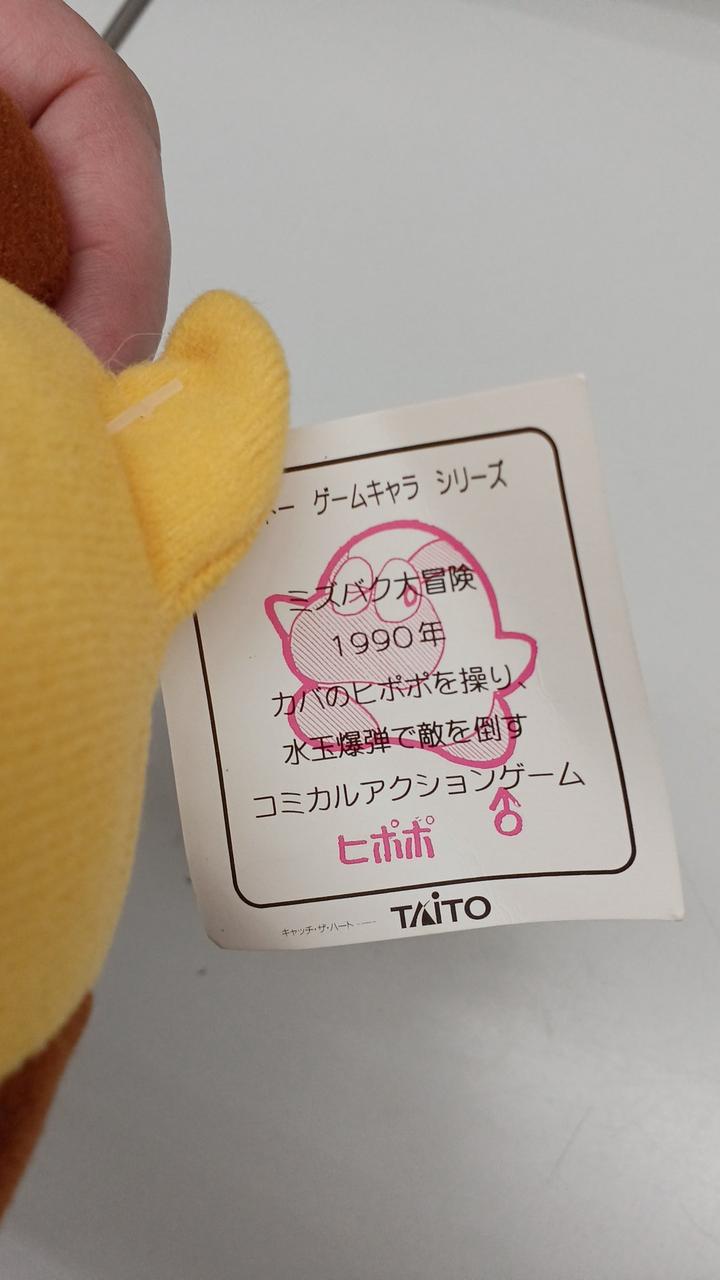 トー ゲームキャラ シリーズ
ミズバク大冒険
1990年
カバのヒポポを操り、
水玉爆弾で敵を倒す
コミカルアクションゲーム
ヒポポ ♂
キャッチ・ザ・ハート
TAITO